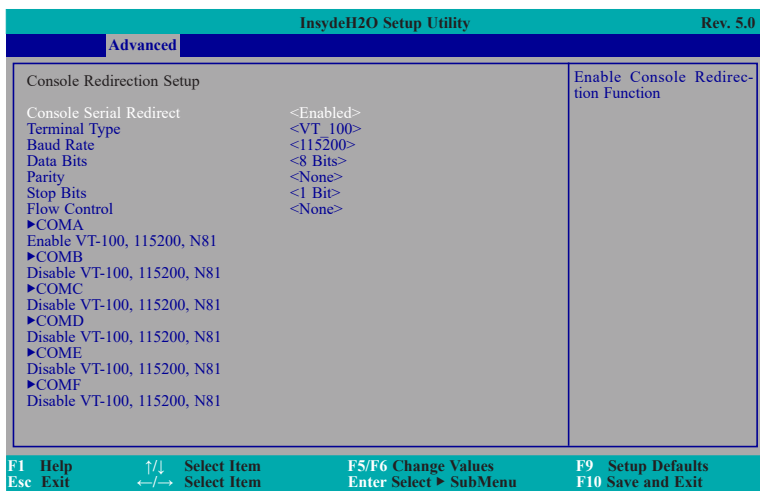 InsydeH2O Setup Utility Rev. 5.0
Advanced
Console Redirection Setup
Console Serial Redirect <Enabled>
Terminal Type <VT_100>
Baud Rate <115200>
Data Bits <8 Bits>
Parity <None>
Stop Bits <1 Bit>
Flow Control <None>
▶COMA
Enable VT-100, 115200, N81
▶COMB
Disable VT-100, 115200, N81
▶COMC
Disable VT-100, 115200, N81
▶COMD
Disable VT-100, 115200, N81
▶COME
Disable VT-100, 115200, N81
▶COMF
Disable VT-100, 115200, N81
Enable Console Redirec-
tion Function
F1 Help ↑/↓ Select Item F5/F6 Change Values F9 Setup Defaults
Esc Exit ←/→ Select Item Enter Select ▶ SubMenu F10 Save and Exit